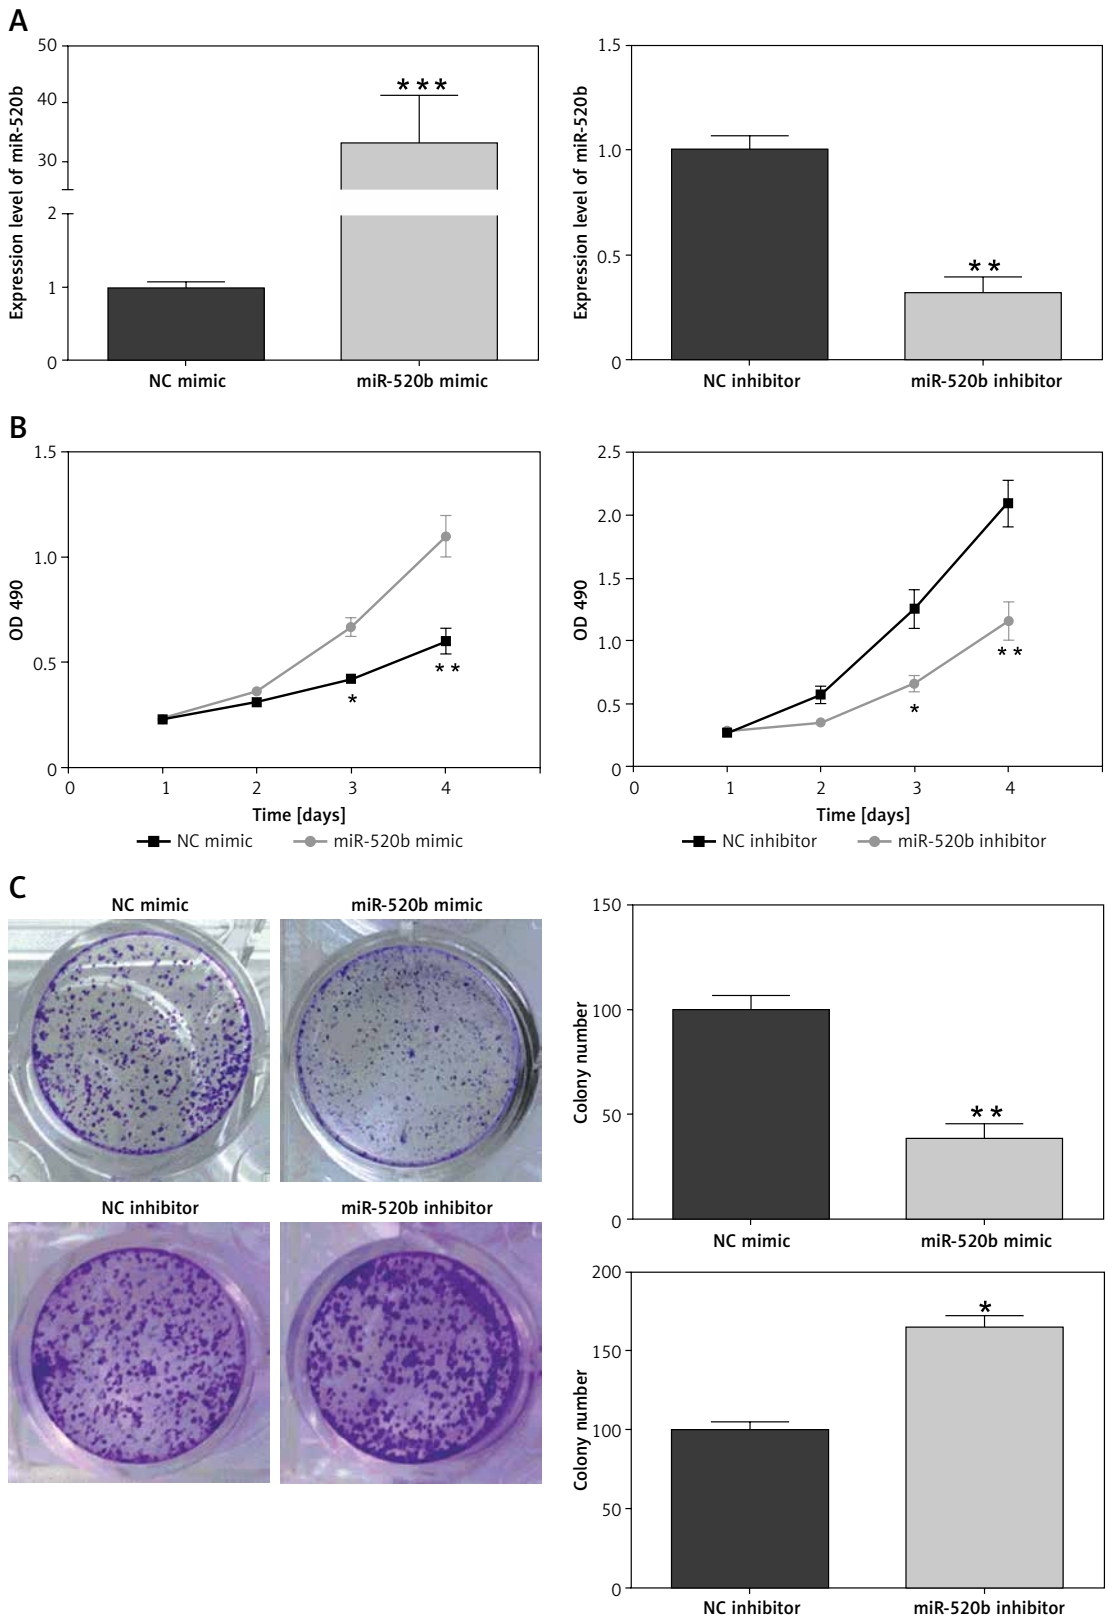 A
Expression level of miR-520b
50
40
30
2
1
0
***
NC mimic
miR-520b mimic
Expression level of miR-520b
1.5
1.0
0.5
0
**
NC inhibitor
miR-520b inhibitor
B
OD 490
1.5
1.0
0.5
0
*
**
0 1 2 3 4
Time [days]
NC mimic miR-520b mimic
OD 490
2.5
2.0
1.5
1.0
0.5
0
*
**
0 1 2 3 4
Time [days]
NC inhibitor miR-520b inhibitor
C
NC mimic
miR-520b mimic
NC inhibitor
miR-520b inhibitor
Colony number
150
100
50
0
**
NC mimic
miR-520b mimic
Colony number
200
150
100
50
0
*
NC inhibitor
miR-520b inhibitor